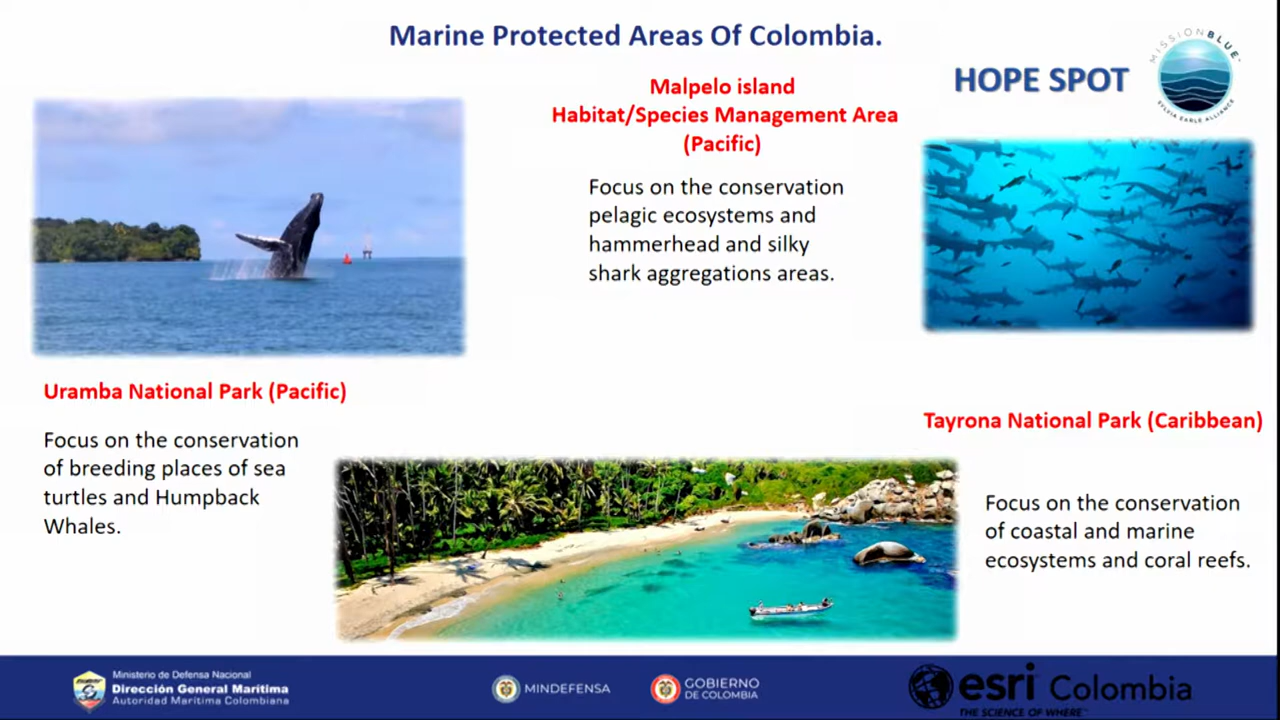 Marine Protected Areas Of Colombia.
Malpelo island
Habitat/Species Management Area
(Pacific)
Focus on the conservation
pelagic ecosystems and
hammerhead and silky
shark aggregations areas.
HOPE SPOT
MISSION BLUE
SYLVIA EARLE ALLIANCE
Uramba National Park (Pacific)
Focus on the conservation
of breeding places of sea
turtles and Humpback
Whales.
Tayrona National Park (Caribbean)
Focus on the conservation
of coastal and marine
ecosystems and coral reefs.
Ministerio de Defensa Nacional
Dirección General Marítima
Autoridad Marítima Colombiana
MINDEFENSA
GOBIERNO
DE COLOMBIA
esri Colombia
THE SCIENCE OF WHERE™